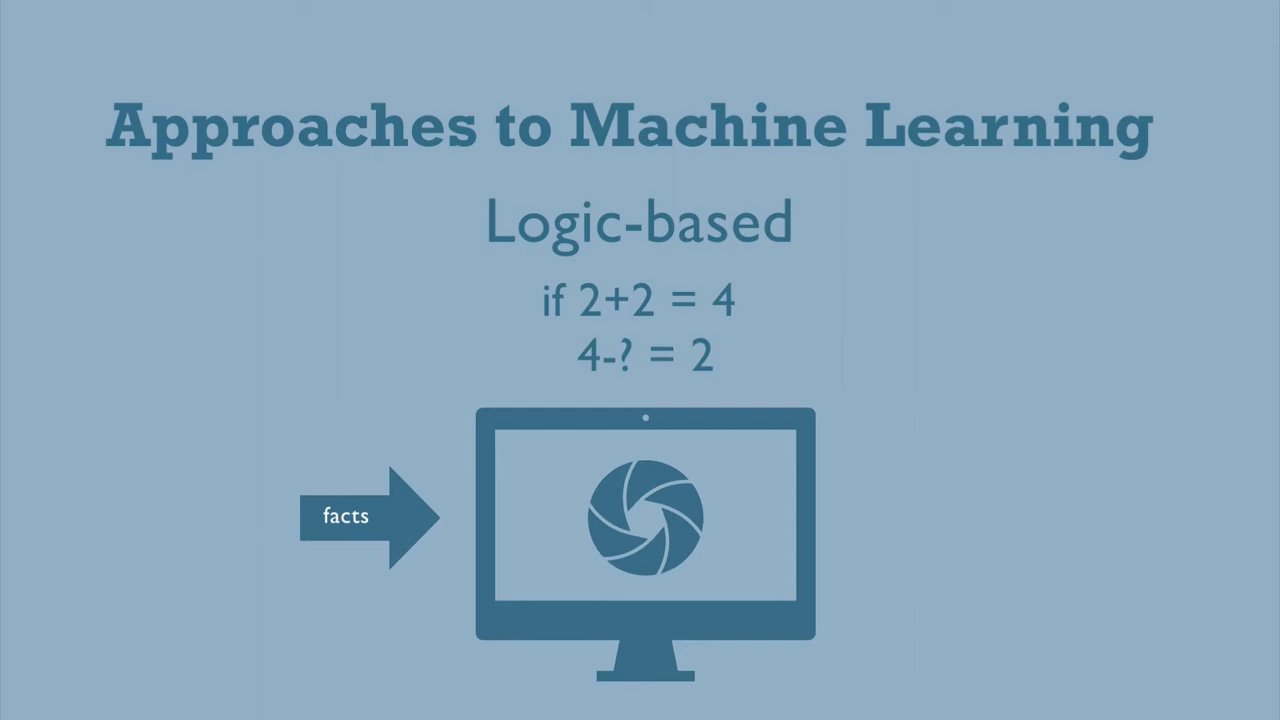 Approaches to Machine Learning
Logic-based
if 2+2 = 4
4-? = 2
facts